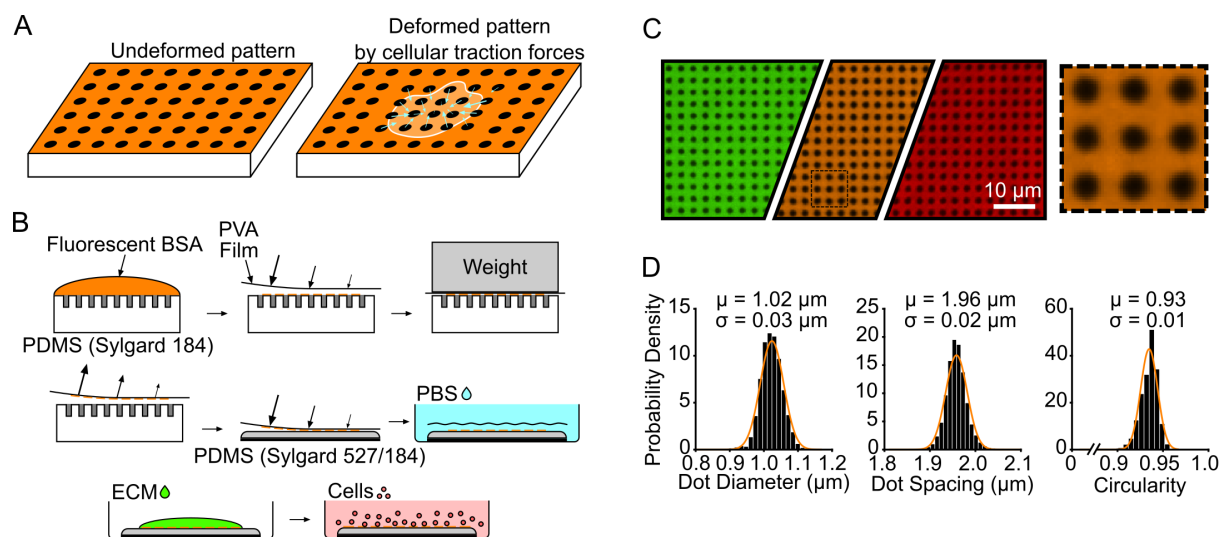 A
Undeformed pattern
Deformed pattern
by cellular traction forces
B
Fluorescent BSA
PVA
Film
Weight
PDMS (Sylgard 184)
PBS
PDMS (Sylgard 527/184)
ECM
Cells
C
10 µm
D
Probability Density
µ = 1.02 µm
σ = 0.03 µm
15
10
5
0
0.8 0.9 1.0 1.1 1.2
Dot Diameter (µm)
µ = 1.96 µm
σ = 0.02 µm
25
20
15
10
5
0
1.8 1.9 2.0 2.1
Dot Spacing (µm)
µ = 0.93
σ = 0.01
60
40
20
0
0 0.9 0.95 1.0
Circularity